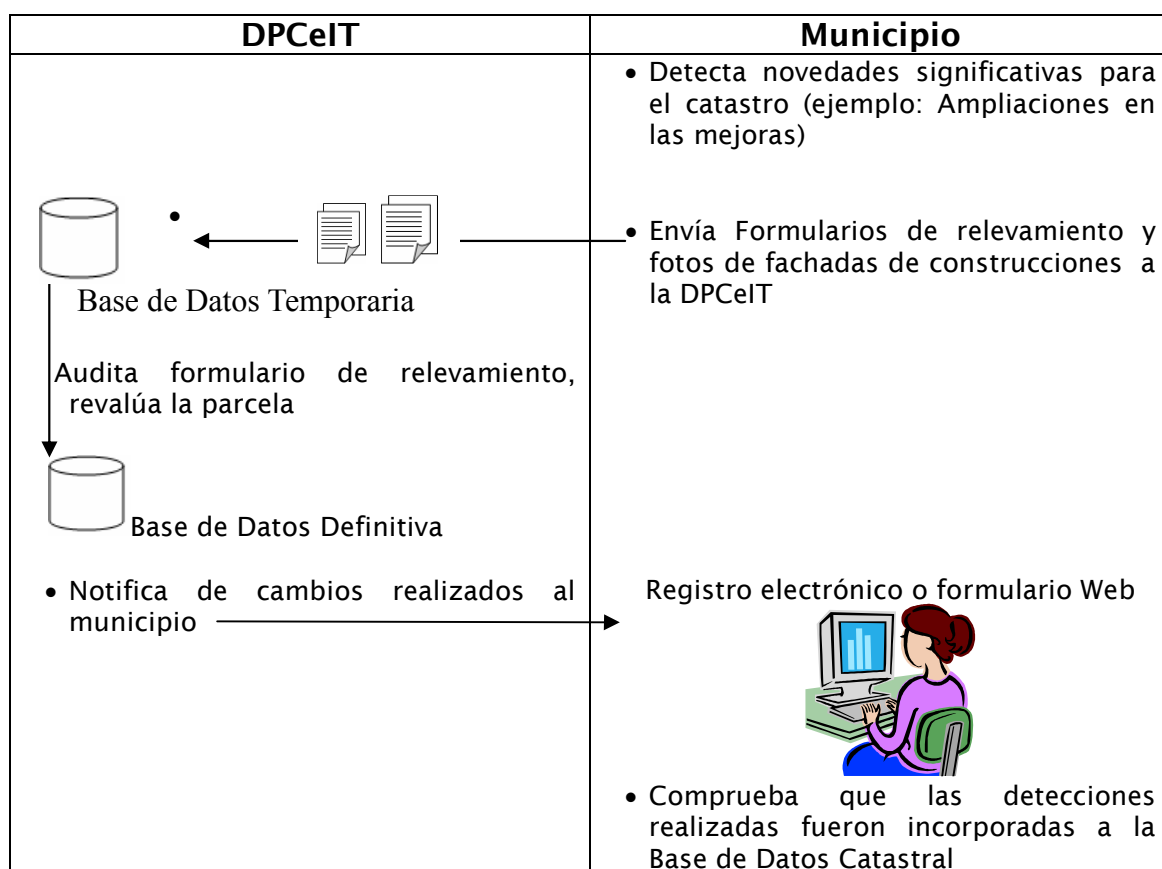 DPCeIT
Municipio
• Detecta novedades significativas para
el catastro (ejemplo: Ampliaciones en
las mejoras)
•
• Envía Formularios de relevamiento y
fotos de fachadas de construcciones a
la DPCeIT
Base de Datos Temporaria
Audita formulario de relevamiento,
revalúa la parcela
Base de Datos Definitiva
• Notifica de cambios realizados al
municipio
Registro electrónico o formulario Web
• Comprueba que las detecciones
realizadas fueron incorporadas a la
Base de Datos Catastral